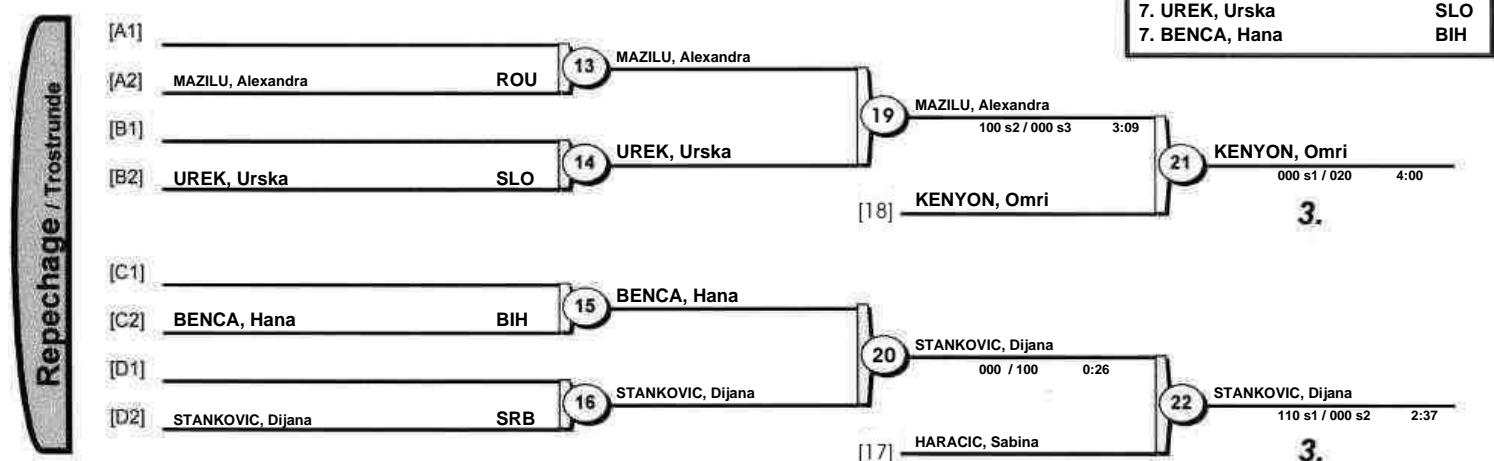 7. UREK, Urska SLO
7. BENCA, Hana BIH
Repechage / Trostrunde
[A1]
[A2] MAZILU, Alexandra ROU
13 MAZILU, Alexandra
[B1]
[B2] UREK, Urska SLO
14 UREK, Urska
19 MAZILU, Alexandra
100 s2 / 000 s3 3:09
[18] KENYON, Omri
21 KENYON, Omri
000 s1 / 020 4:00
3.
[C1]
[C2] BENCA, Hana BIH
15 BENCA, Hana
[D1]
[D2] STANKOVIC, Dijana SRB
16 STANKOVIC, Dijana
20 STANKOVIC, Dijana
000 / 100 0:26
[17] HARACIC, Sabina
22 STANKOVIC, Dijana
110 s1 / 000 s2 2:37
3.